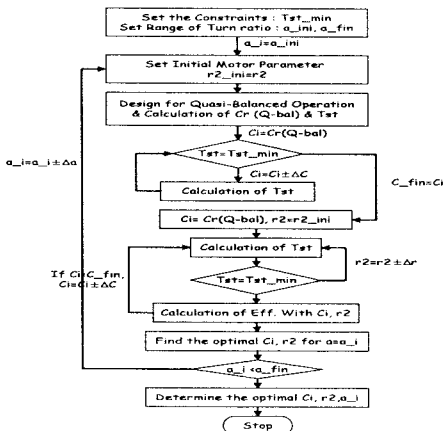 Set the Constraints : Tst_min
Set Range of Turn ratio : a_ini, a_fin
a_i=a_ini
Set Initial Motor Parameter
r2_ini=r2
Design for Quasi-Balanced Operation
& Calculation of Cr (Q-bal) & Tst
Ci=Cr(Q-bal)
Tst=Tst_min
a_i=a_i±Δa
Ci=Ci±ΔC
C_fin=Ci
Calculation of Tst
Ci= Cr(Q-bal), r2=r2_ini
Calculation of Tst
r2=r2±Δr
If Ci C_fin,
Ci=Ci±ΔC
Tst=Tst_min
Calculation of Eff. With Ci, r2
Find the optimal Ci, r2 for a=a_i
a_i <a_fin
Determine the optimal Ci, r2,a_i
Stop